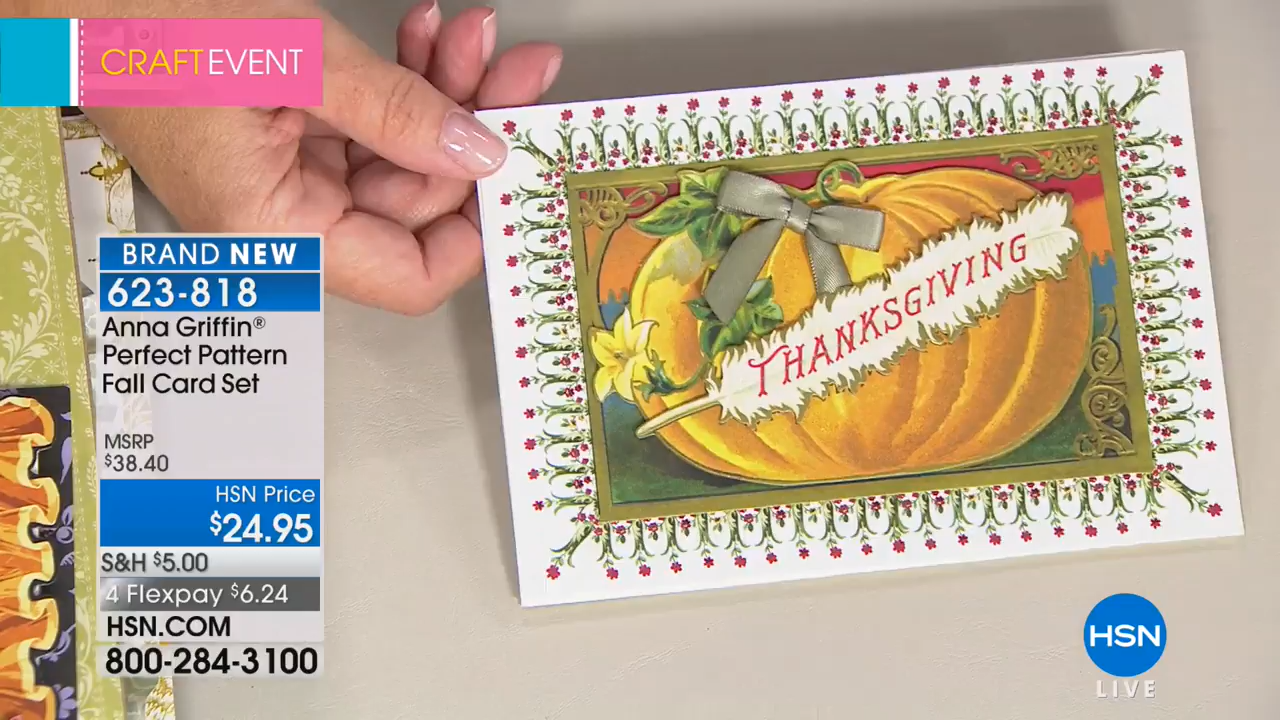 CRAFT EVENT
BRAND NEW
623-818
Anna Griffin®
Perfect Pattern
Fall Card Set
MSRP
$38.40
HSN Price
$24.95
S&H $5.00
4 Flexpay $6.24
HSN.COM
800-284-3100
THANKSGIVING
HSN
LIVE